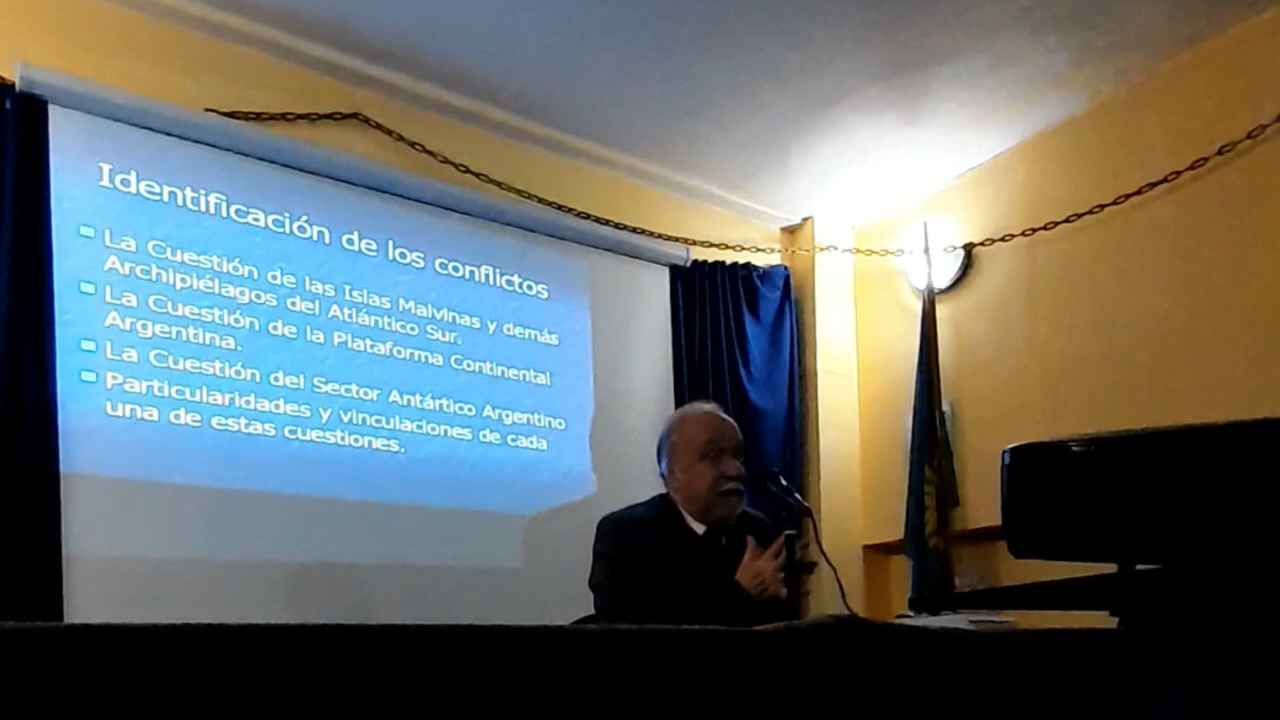 Identificación de los conflictos
La Cuestión de las Islas Malvinas y demás
Archipiélagos del Atlántico Sur.
La Cuestión de la Plataforma Continental
Argentina.
La Cuestión del Sector Antártico Argentino
Particularidades y vinculaciones de cada
una de estas cuestiones.